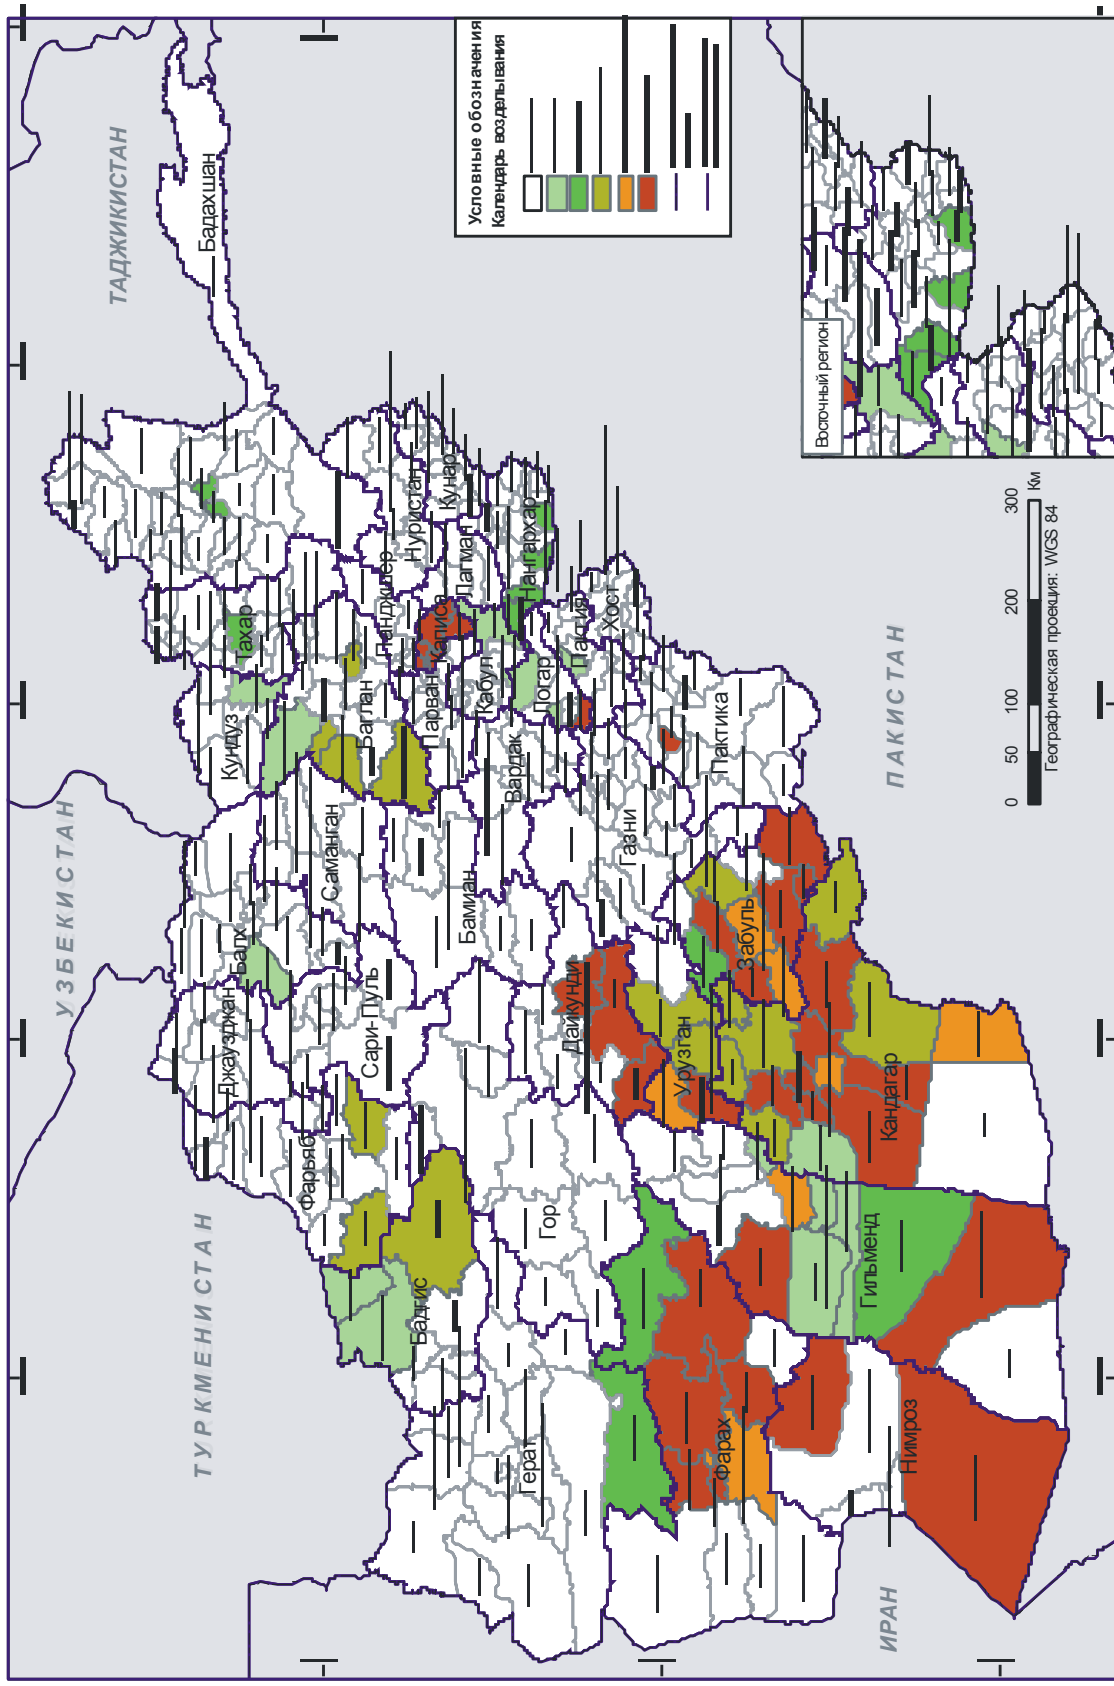 УЗБЕКИСТАН
ТАДЖИКИСТАН
ТУРКМЕНИСТАН
ИРАН
ПАКИСТАН
Бадахшан
Тахар
Кундуз
Балх
Джаузджан
Саманган
Баглан
Фарьяб
Сари-Пуль
Панджшер
Нуристан
Кунар
Лагман
Каписа
Парван
Кабул
Нангархар
Логар
Пактия
Хост
Вардак
Бамиан
Бадгис
Герат
Гор
Дайкунди
Газни
Пактика
Урузган
Забуль
Фарах
Гильменд
Кандагар
Нимроз
Условные обозначения
Календарь возделывания
Восточный регион
0 50 100 200 300
Км
Географическая проекция: WGS 84